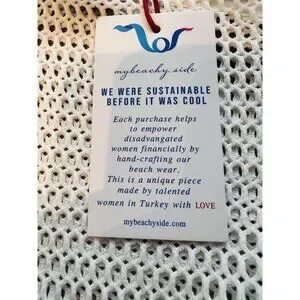 mybeachy.side
WE WERE SUSTAINABLE
BEFORE IT WAS COOL
Each purchase helps
to empower
disadvangated
women financially by
hand-crafting our
beach wear.
This is a unique piece
made by talented
women in Turkey with LOVE
mybeachyside.com